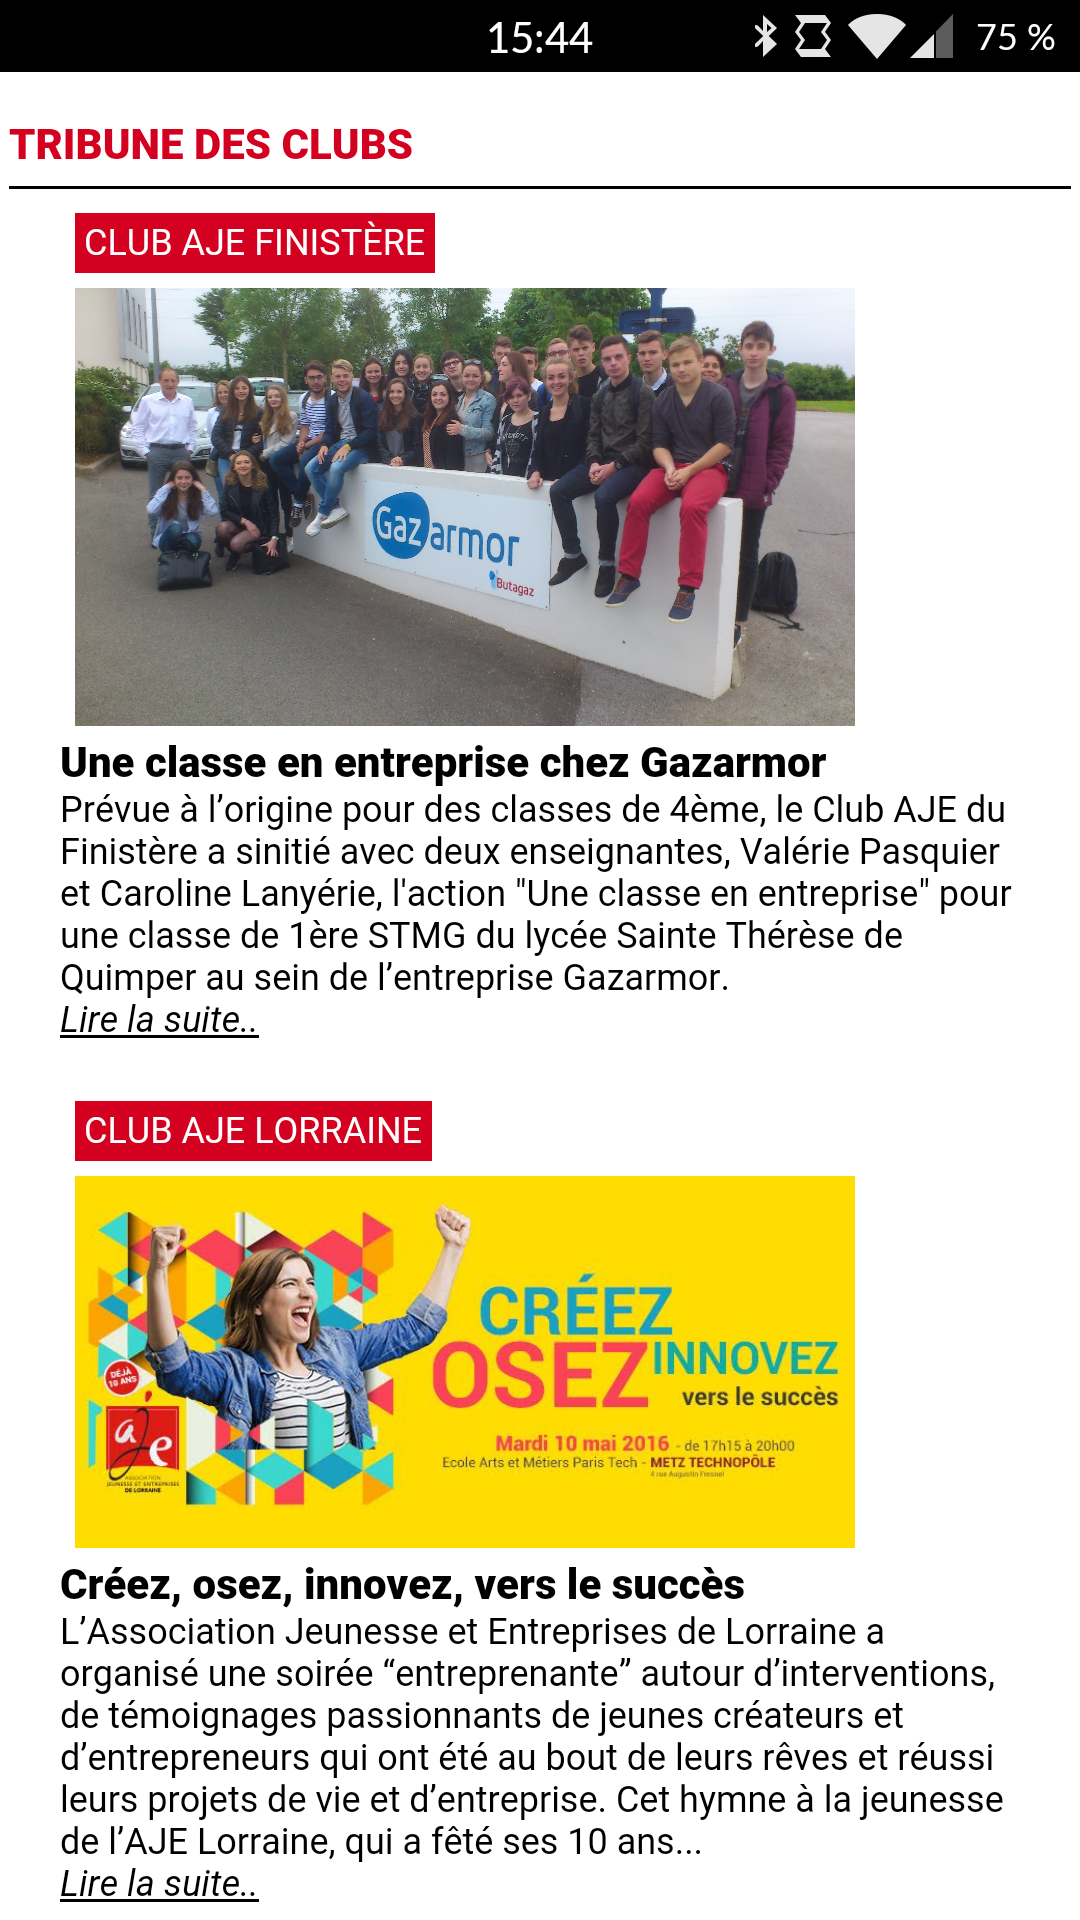 15:44 75 %
TRIBUNE DES CLUBS
CLUB AJE FINISTÈRE
Gazarmor
Butagaz
Une classe en entreprise chez Gazarmor
Prévue à l’origine pour des classes de 4ème, le Club AJE du
Finistère a sinitié avec deux enseignantes, Valérie Pasquier
et Caroline Lanyérie, l'action "Une classe en entreprise" pour
une classe de 1ère STMG du lycée Sainte Thérèse de
Quimper au sein de l’entreprise Gazarmor.
Lire la suite..
CLUB AJE LORRAINE
CRÉEZ
OSEZ INNOVEZ
vers le succès
DÉJÀ
10 ANS
aje
ASSOCIATION
JEUNESSE ET ENTREPRISES
DE LORRAINE
Mardi 10 mai 2016 - de 17h15 à 20h00
Ecole Arts et Métiers Paris Tech - METZ TECHNOPÔLE
4 rue Augustin Fresnel
Créez, osez, innovez, vers le succès
L’Association Jeunesse et Entreprises de Lorraine a
organisé une soirée “entreprenante” autour d’interventions,
de témoignages passionnants de jeunes créateurs et
d’entrepreneurs qui ont été au bout de leurs rêves et réussi
leurs projets de vie et d’entreprise. Cet hymne à la jeunesse
de l’AJE Lorraine, qui a fêté ses 10 ans...
Lire la suite..